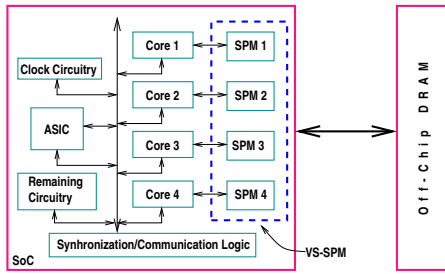 Core 1
SPM 1
Clock Circuitry
Core 2
SPM 2
ASIC
Core 3
SPM 3
Remaining
Circuitry
Core 4
SPM 4
Synhronization/Communication Logic
SoC
VS-SPM
Off-Chip DRAM